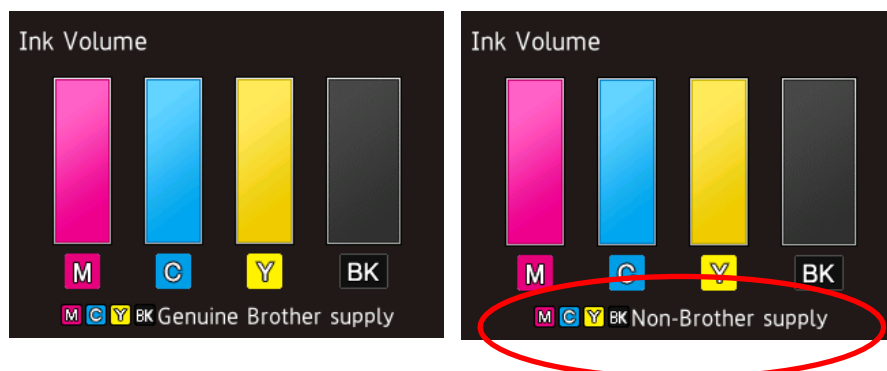 Ink Volume
M C Y BK
M C Y BK Genuine Brother supply
Ink Volume
M C Y BK
M C Y BK Non-Brother supply